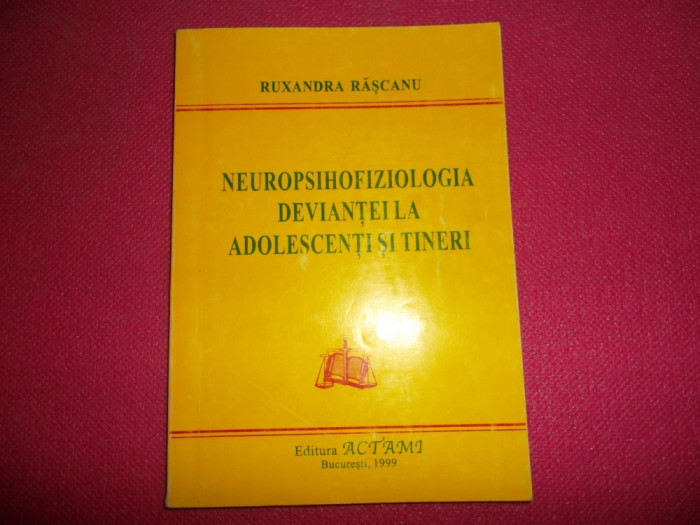 RUXANDRA RĂȘCANU
NEUROPSIHOFIZIOLOGIA
DEVIANȚEI LA
ADOLESCENȚI ȘI TINERI
Editura ACTAMI
București, 1999